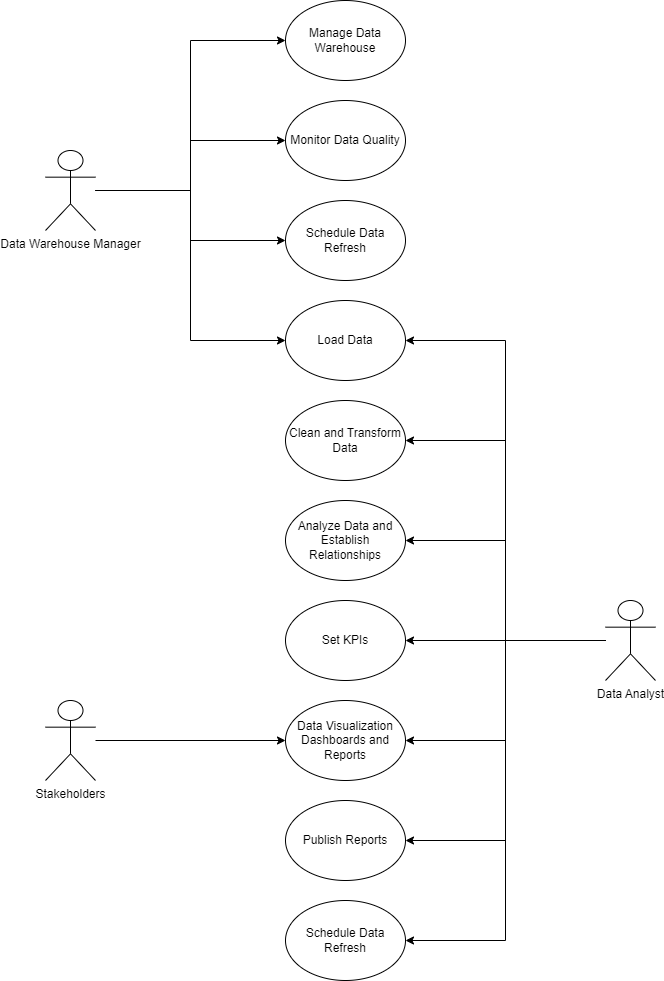 Manage Data
Warehouse
Monitor Data Quality
Data Warehouse Manager
Schedule Data
Refresh
Load Data
Clean and Transform
Data
Analyze Data and
Establish
Relationships
Set KPIs
Data Analyst
Data Visualization
Dashboards and
Reports
Stakeholders
Publish Reports
Schedule Data
Refresh